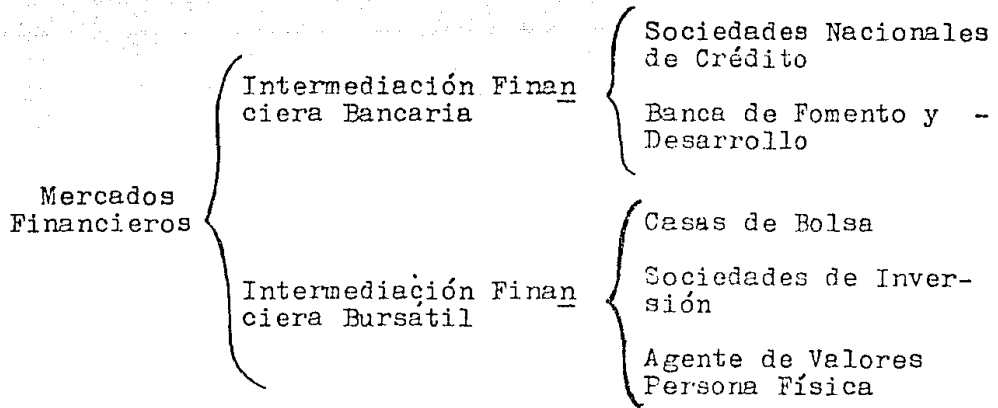 Mercados
Financieros
Intermediación Finan
ciera Bancaria
Sociedades Nacionales
de Crédito
Banca de Fomento y -
Desarrollo
Intermediación Finan
ciera Bursátil
Casas de Bolsa
Sociedades de Inver-
sión
Agente de Valores
Persona Física